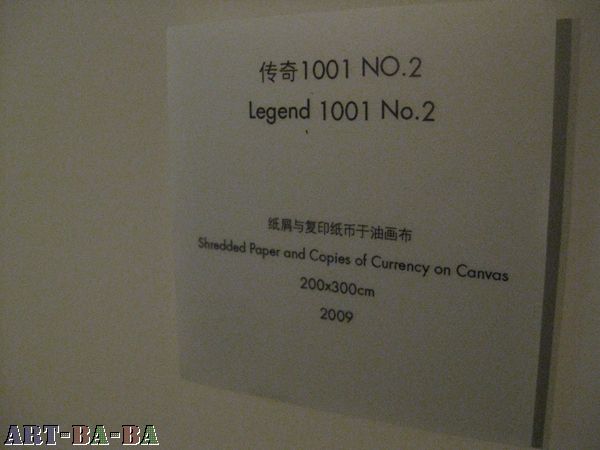 传奇1001 NO.2
Legend 1001 No.2
纸屑与复印纸币于油画布
Shredded Paper and Copies of Currency on Canvas
200x300cm
2009
ART-BA-BA